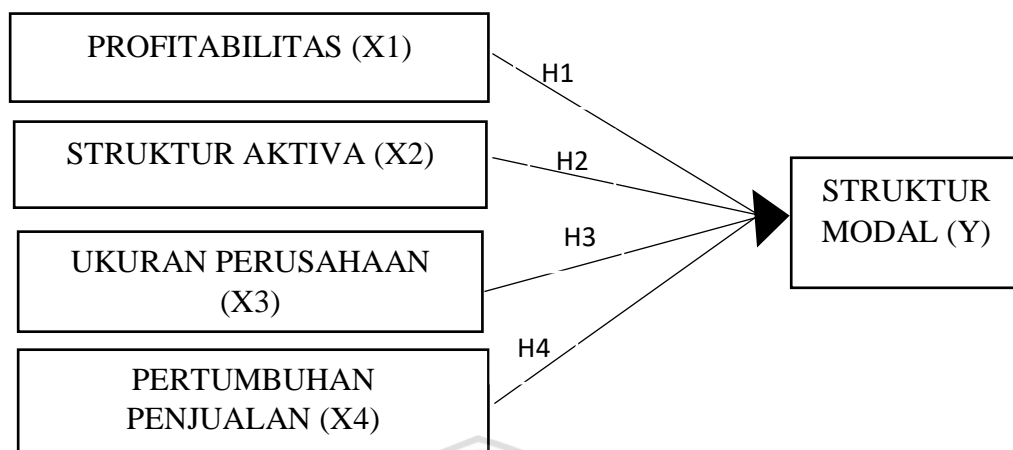 PROFITABILITAS (X1)
H1
STRUKTUR AKTIVA (X2)
H2
STRUKTUR
MODAL (Y)
UKURAN PERUSAHAAN
(X3)
H3
PERTUMBUHAN
PENJUALAN (X4)
H4